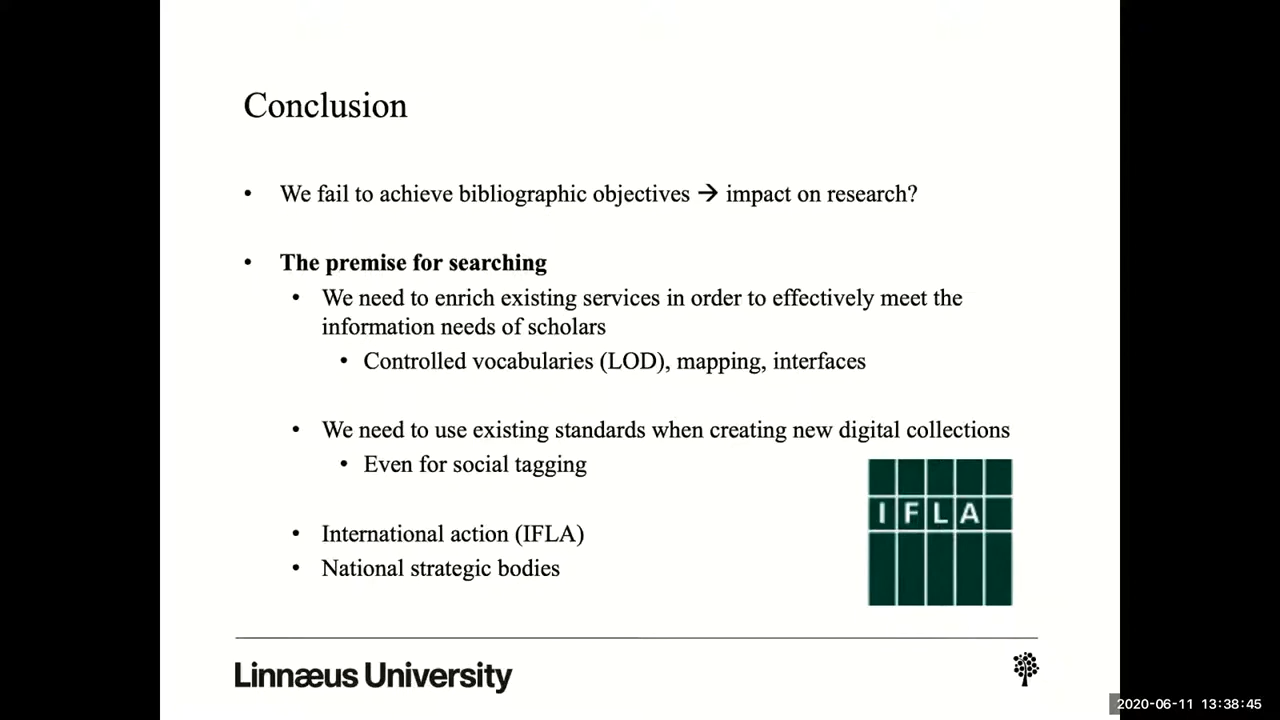 Conclusion
• We fail to achieve bibliographic objectives → impact on research?
• The premise for searching
• We need to enrich existing services in order to effectively meet the
information needs of scholars
• Controlled vocabularies (LOD), mapping, interfaces
• We need to use existing standards when creating new digital collections
• Even for social tagging
• International action (IFLA)
• National strategic bodies
IFLA
Linnæus University
2020-06-11 13:38:45